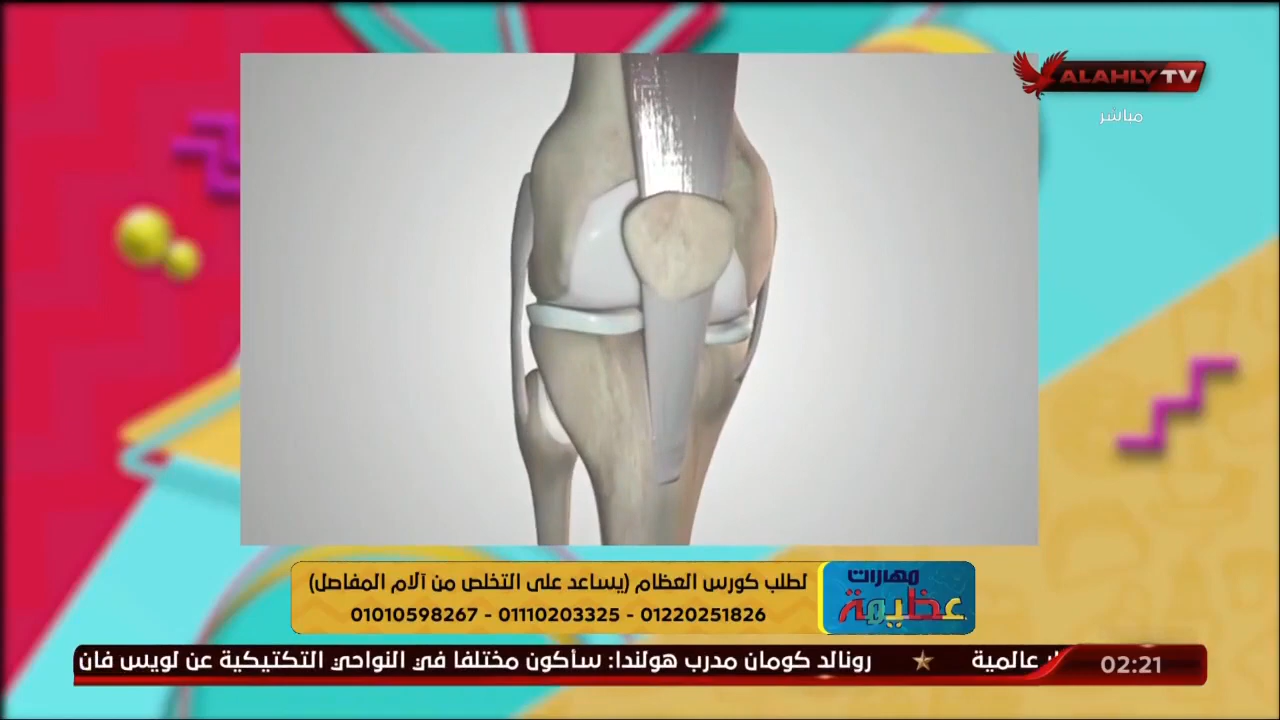 ALAHLY TV
مباشر
لطلب كورس العظام (يساعد على التخلص من آلام المفاصل)
01010598267 - 01110203325 - 01220251826
مهارات
عظيمة
عالمية ★ رونالد كومان مدرب هولندا: سأكون مختلفا في النواحي التكتيكية عن لويس فان
02:21